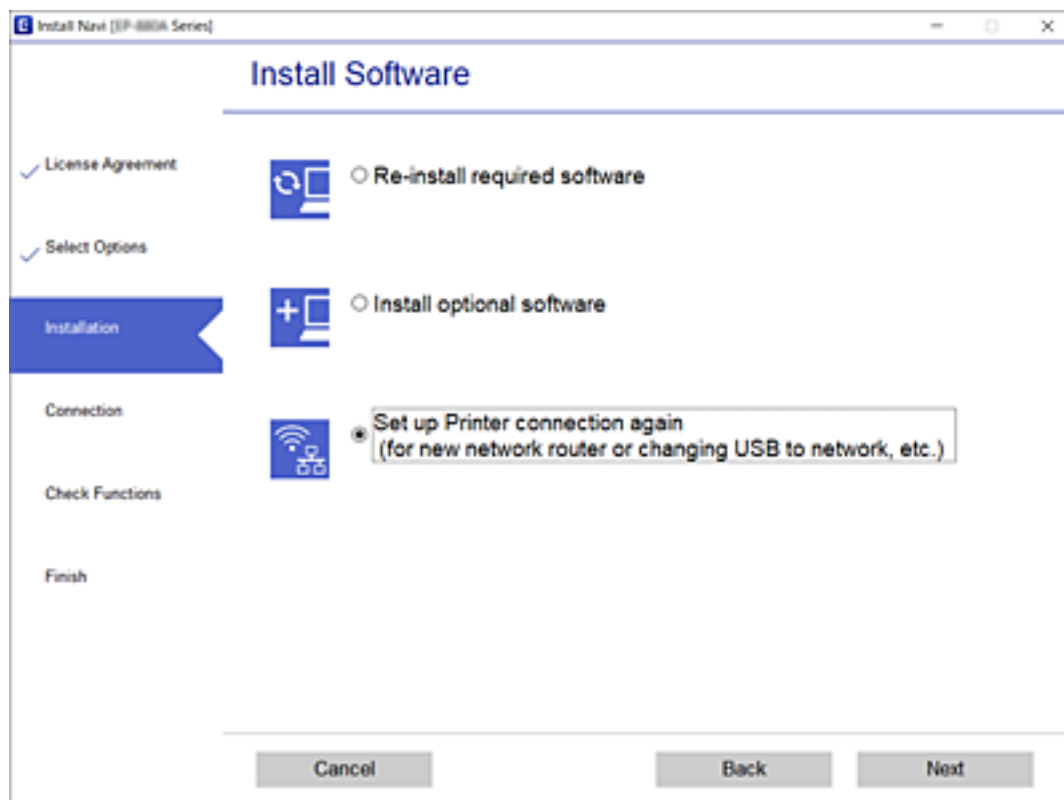 Install Navi [EP-880A Series]
Install Software
License Agreement
Select Options
Installation
Connection
Check Functions
Finish
Re-install required software
Install optional software
Set up Printer connection again
(for new network router or changing USB to network, etc.)
Cancel
Back
Next